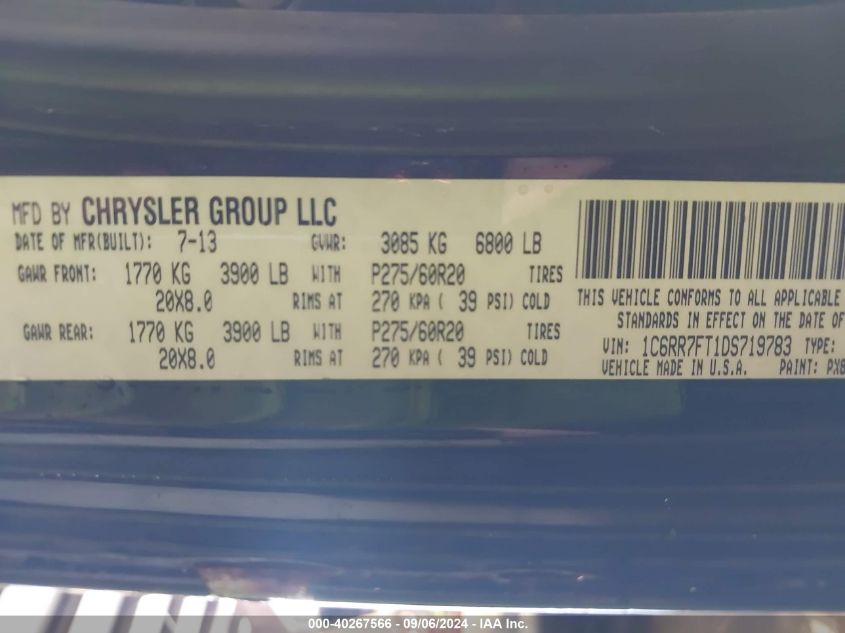 MFD BY CHRYSLER GROUP LLC
DATE OF MFR(BUILT): 7-13 GVWR: 3085 KG 6800 LB
GAWR FRONT: 1770 KG 3900 LB WITH P275/60R20 TIRES
20X8.0 RIMS AT 270 KPA ( 39 PSI) COLD
GAWR REAR: 1770 KG 3900 LB WITH P275/60R20 TIRES
20X8.0 RIMS AT 270 KPA ( 39 PSI) COLD
THIS VEHICLE CONFORMS TO ALL APPLICABLE
STANDARDS IN EFFECT ON THE DATE OF
VIN: 1C6RR7FT1DS719783 TYPE:
VEHICLE MADE IN U.S.A. PAINT: PX8
000-40267566 - 09/06/2024 - IAA Inc.